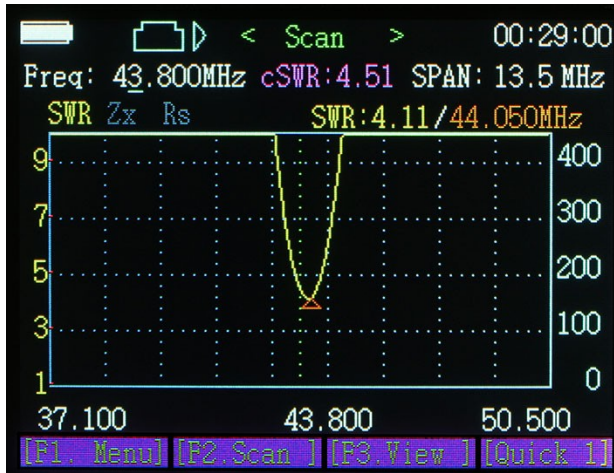 < Scan > 00:29:00
Freq: 43.800MHz cSWR:4.51 SPAN: 13.5 MHz
SWR Zx Rs SWR:4.11/44.050MHz
9 400
7 300
5 200
3 100
1 0
37.100 43.800 50.500
[F1. Menu] [F2.Scan ] [F3.View ] [Quick 1]